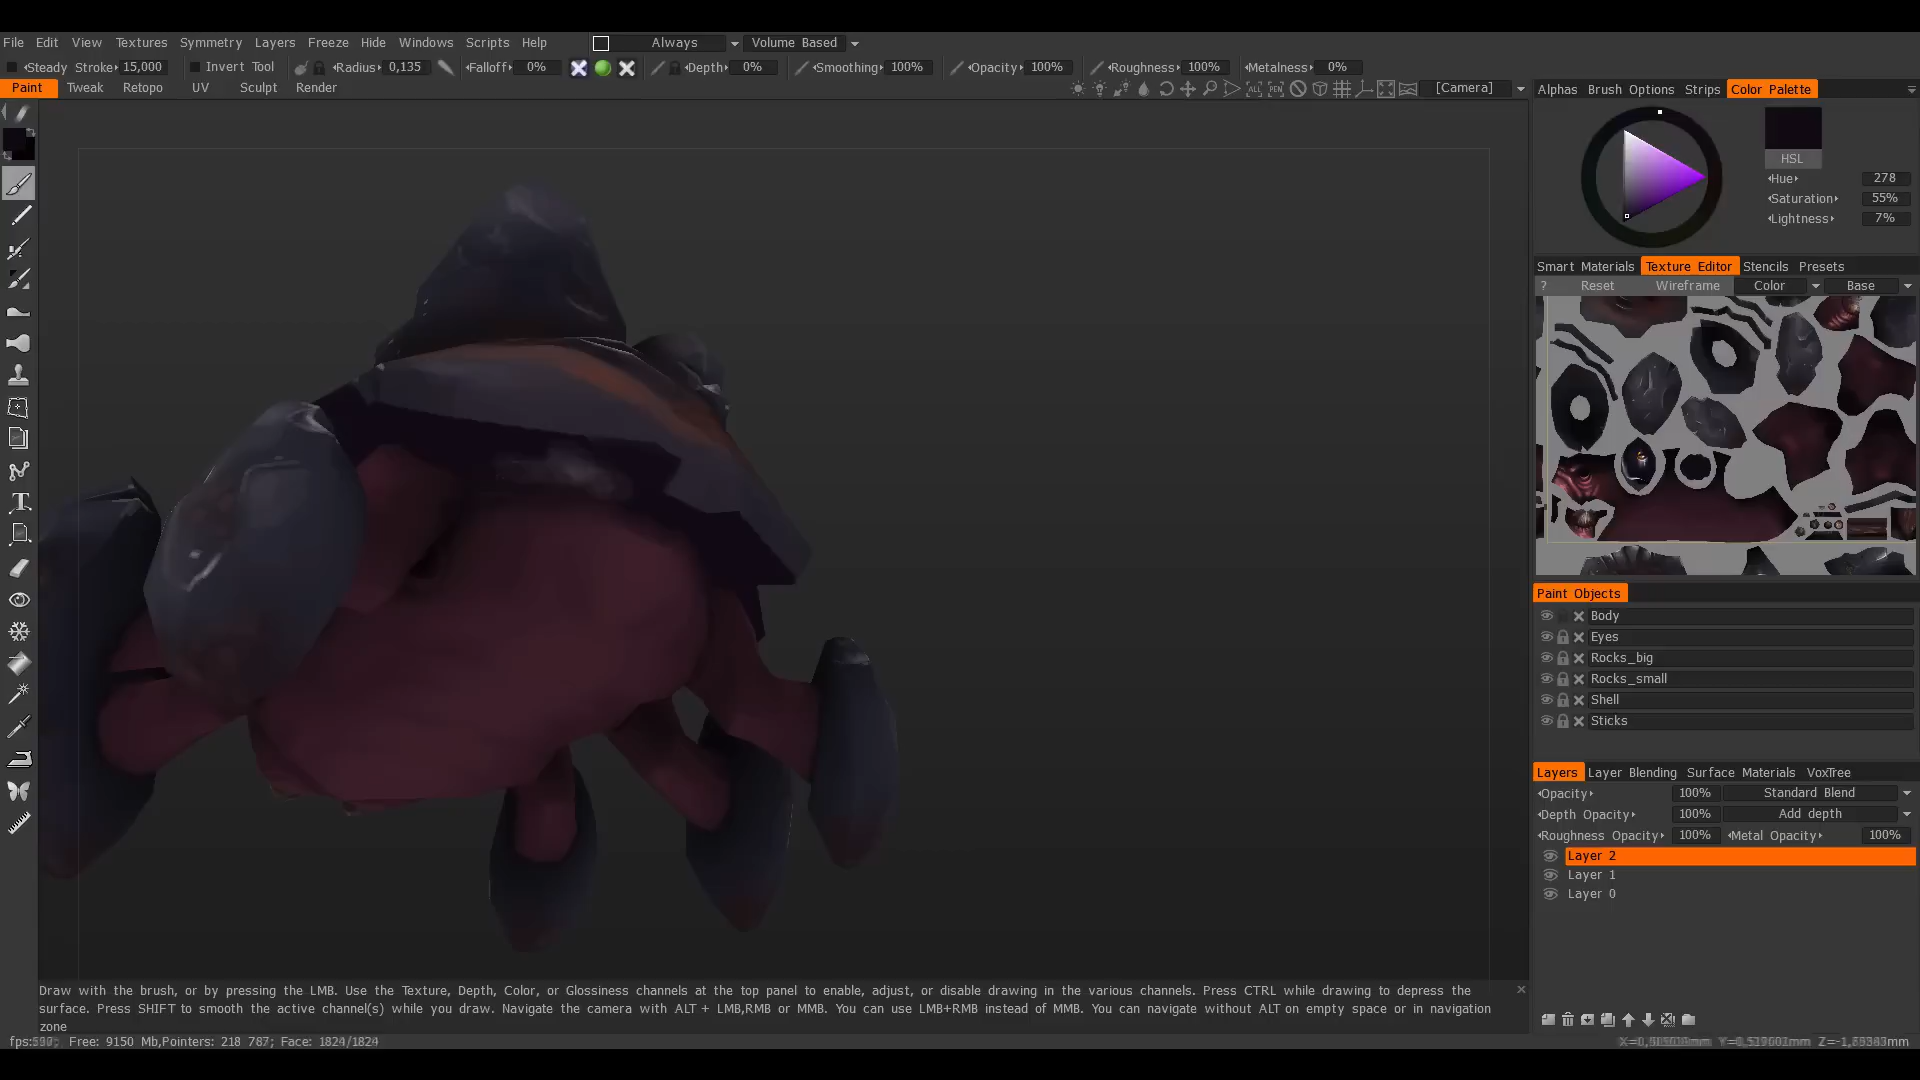 File Edit View Textures Symmetry Layers Freeze Hide Windows Scripts Help Always Volume Based
Steady Stroke 15,000 Invert Tool Radius 0,135 Falloff 0% Depth 0% Smoothing 100% Opacity 100% Roughness 100% Metalness 0%
Paint Tweak Retopo UV Sculpt Render [Camera]
Alphas Brush Options Strips Color Palette
HSL
Hue 278
Saturation 55%
Lightness 7%
Smart Materials Texture Editor Stencils Presets
? Reset Wireframe Color Base
Paint Objects
Body
Eyes
Rocks_big
Rocks_small
Shell
Sticks
Layers Layer Blending Surface Materials VoxTree
Opacity 100% Standard Blend
Depth Opacity 100% Add depth
Roughness Opacity 100% Metal Opacity 100%
Layer 2
Layer 1
Layer 0
Draw with the brush, or by pressing the LMB. Use the Texture, Depth, Color, or Glossiness channels at the top panel to enable, adjust, or disable drawing in the various channels. Press CTRL while drawing to depress the
surface. Press SHIFT to smooth the active channel(s) while you draw. Navigate the camera with ALT + LMB,RMB or MMB. You can use LMB+RMB instead of MMB. You can navigate without ALT on empty space or in navigation
zone
Free: 9150 Mb,Pointers: 218 787; Face: 1824/1824